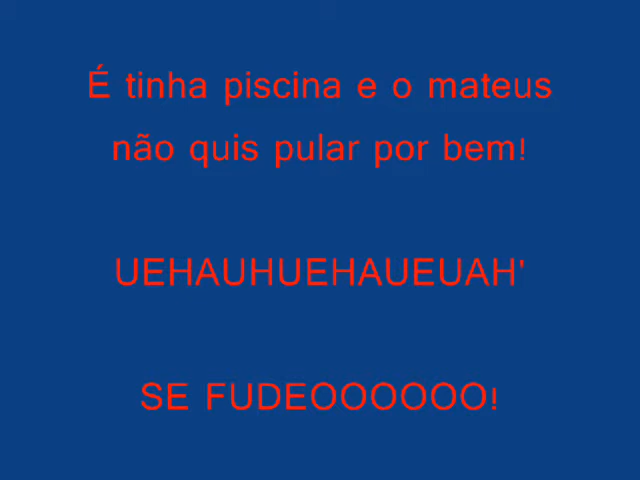 É tinha piscina e o mateus
não quis pular por bem!
UEHAUHUEHAUEUAH'
SE FUDEOOOOOO!